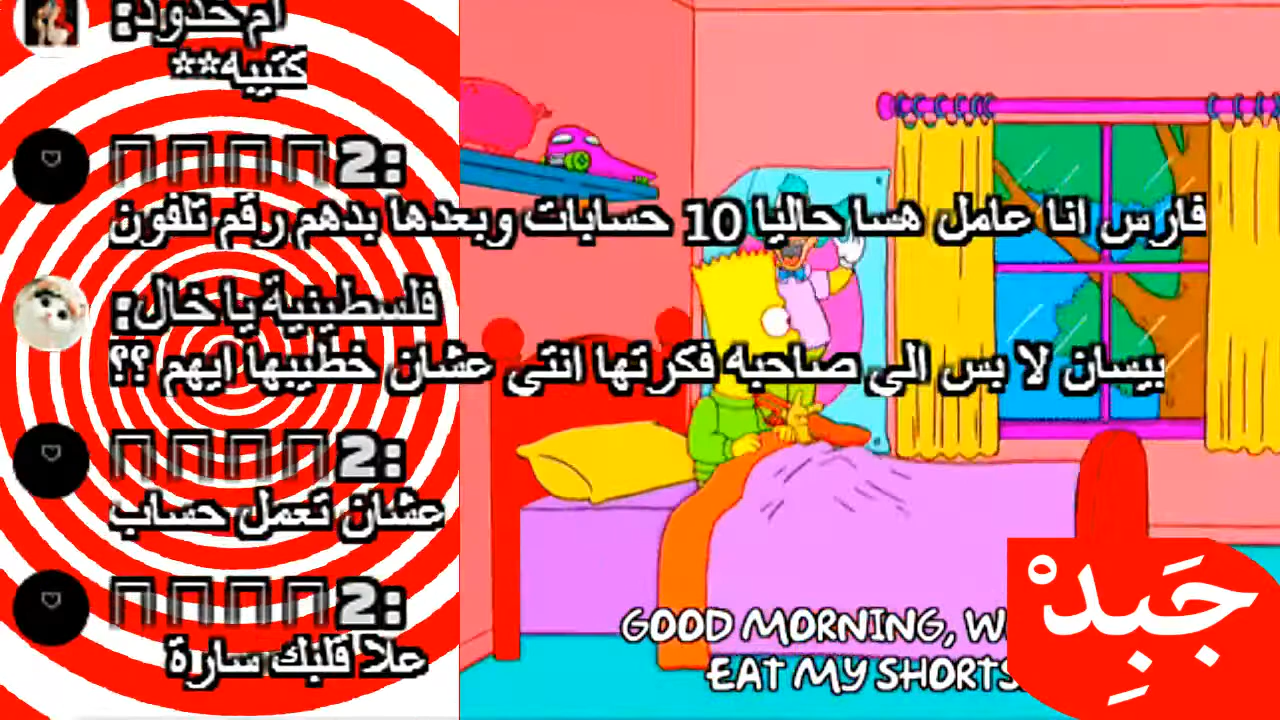 ام حدود:
كتيبه**
2:
فارس انا عامل هسا حاليا 10 حسابات وبعدها بدهم رقم تلفون
فلسطينية يا خال:
بيسان لا بس الي صاحبه فكرتها انتي عشان خطيبها ايهم ؟؟
2:
عشان تعمل حساب
2:
علا قلبك سارة
GOOD MORNING, W
EAT MY SHORTS
جَبِدْ